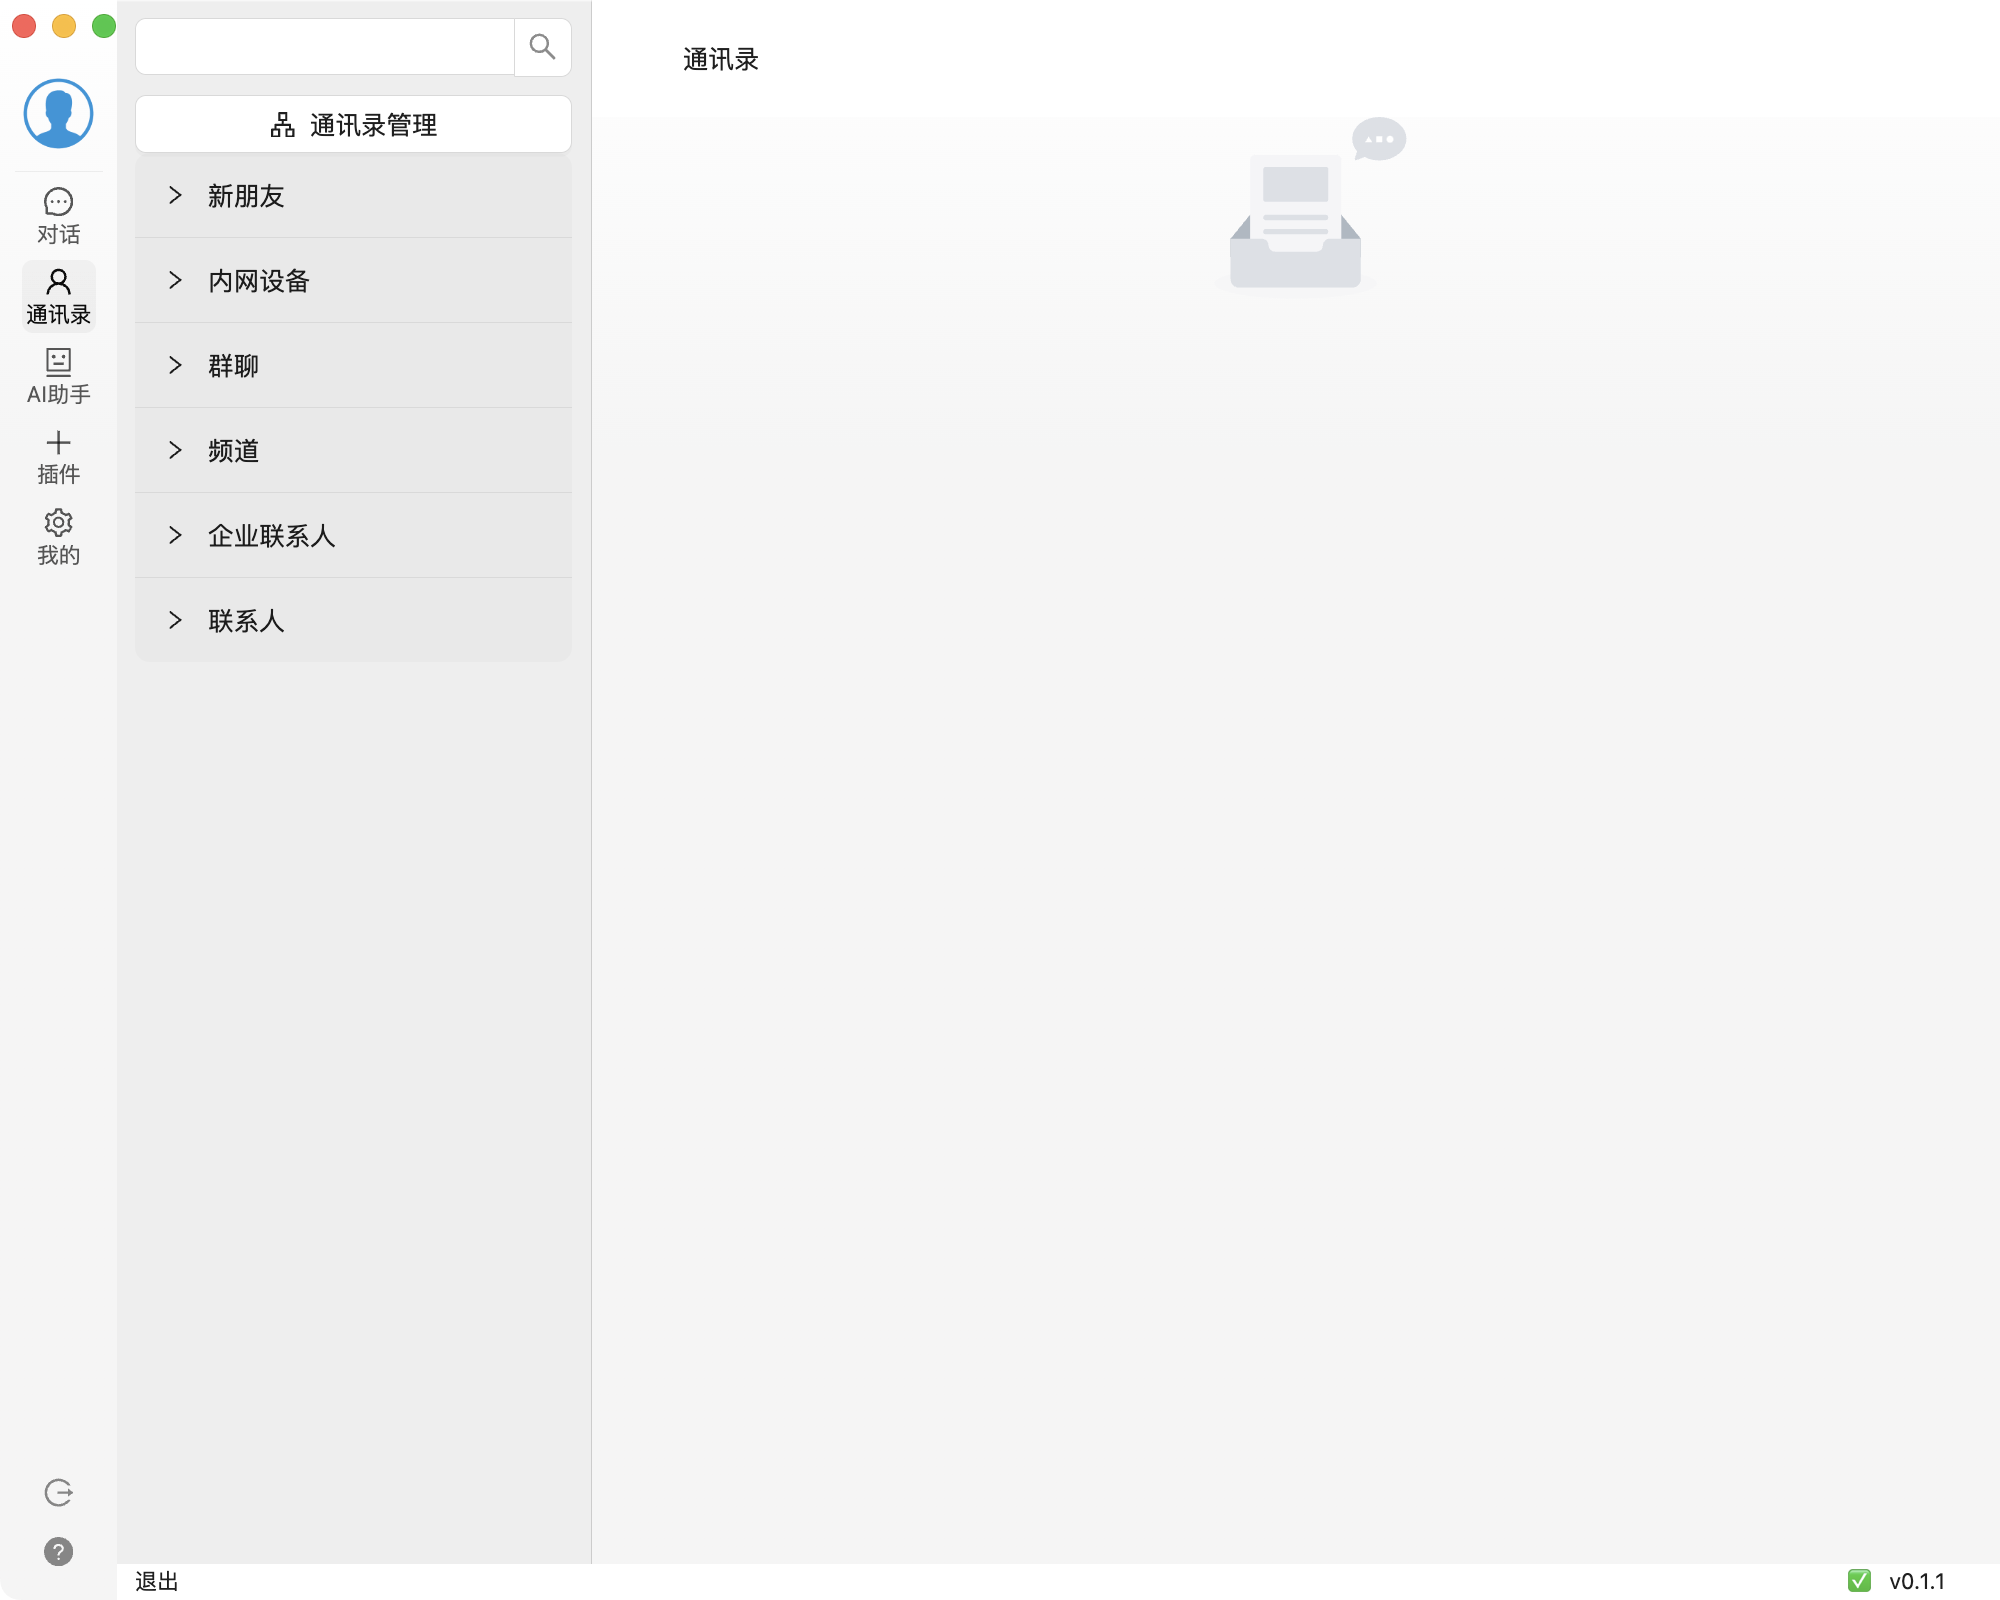 对话
通讯录
AI助手
插件
我的
通讯录管理
新朋友
内网设备
群聊
频道
企业联系人
联系人
通讯录
退出
v0.1.1